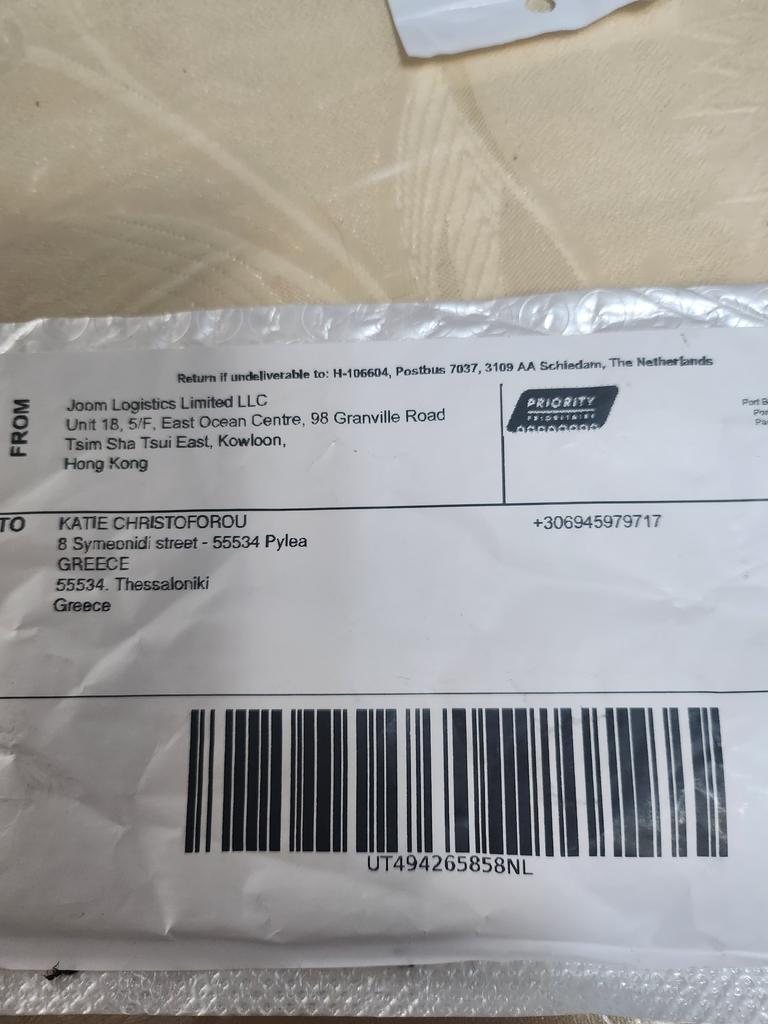 Return if undeliverable to: H-106604, Postbus 7037, 3109 AA Schiedam, The Netherlands
FROM
Joom Logistics Limited LLC
Unit 18, 5/F, East Ocean Centre, 98 Granville Road
Tsim Sha Tsui East, Kowloon,
Hong Kong
PRIORITY
PRIORITAIRE
Port
TO
KATIE CHRISTOFOROU
+306945979717
8 Symeonidi street - 55534 Pylea
GREECE
55534. Thessaloniki
Greece
UT494265858NL